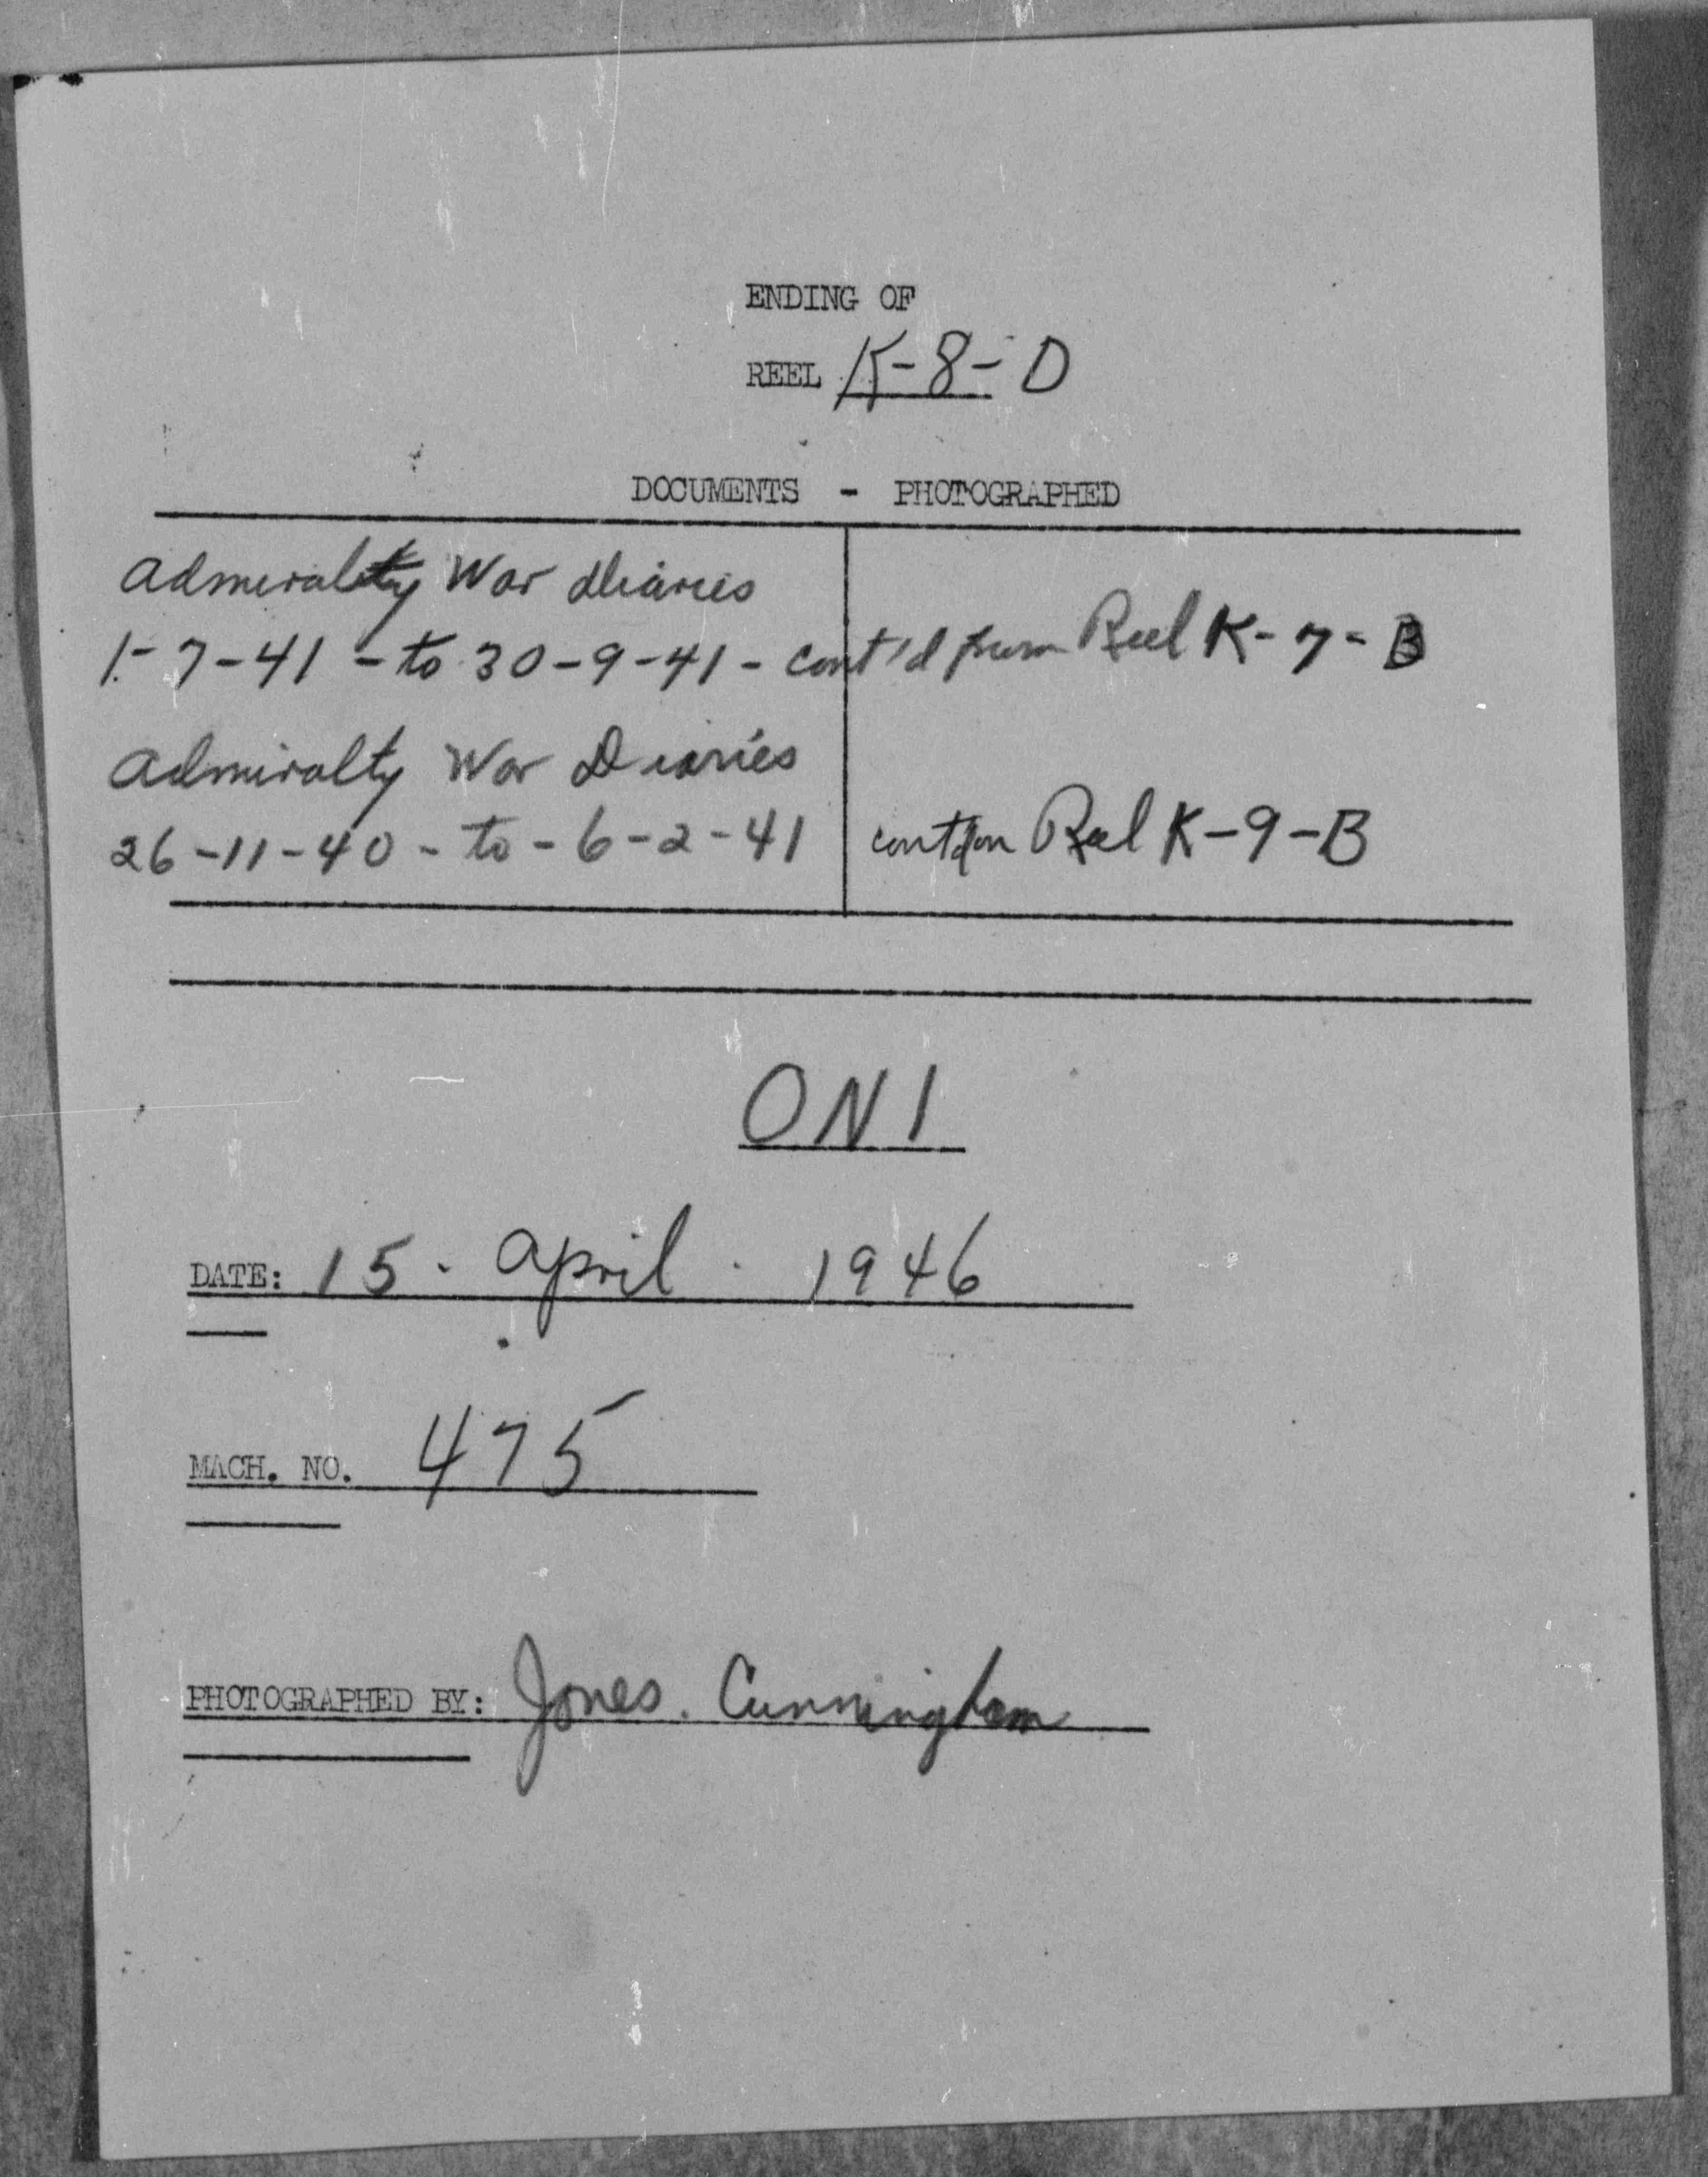 ENDING OF
REEL K-8-D
DOCUMENTS - PHOTOGRAPHED
Admiralty War Diaries
1-7-41 - to 30-9-41 - cont'd from Reel K-7-B
Admiralty War Diaries
26-11-40 - to - 6-2-41 cont'd on Reel K-9-B
ONI
DATE: 15 . April . 1946
MACH. NO. 475
PHOTOGRAPHED BY: Jones. Cunningham